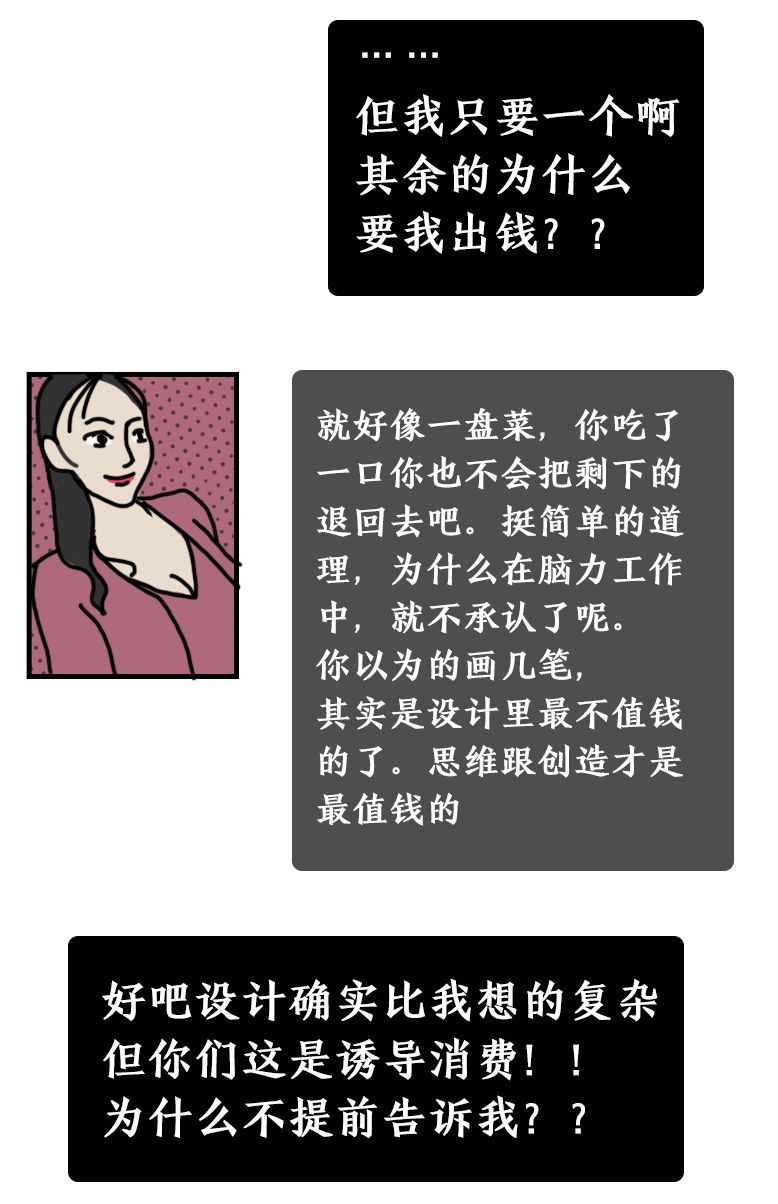 … …
但我只要一个啊
其余的为什么
要我出钱？？
就好像一盘菜，你吃了
一口你也不会把剩下的
退回去吧。挺简单的道
理，为什么在脑力工作
中，就不承认了呢。
你以为的画几笔，
其实是设计里最不值钱
的了。思维跟创造才是
最值钱的
好吧设计确实比我想的复杂
但你们这是诱导消费！！
为什么不提前告诉我？？